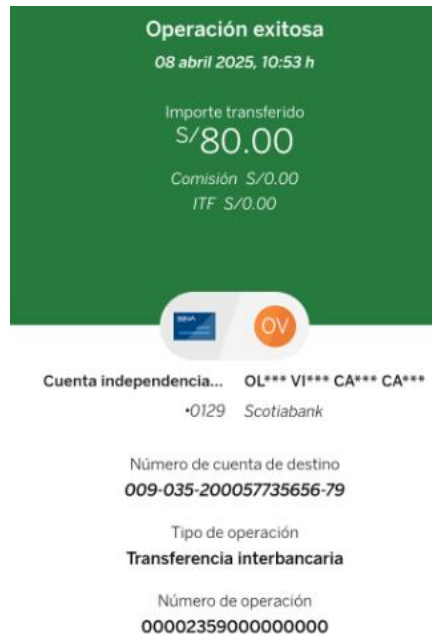 Operación exitosa
08 abril 2025, 10:53 h
Importe transferido
S/80.00
Comisión S/0.00
ITF S/0.00
BBVA
OV
Cuenta independencia... OL*** VI*** CA*** CA***
•0129 Scotiabank
Número de cuenta de destino
009-035-200057735656-79
Tipo de operación
Transferencia interbancaria
Número de operación
00002359000000000